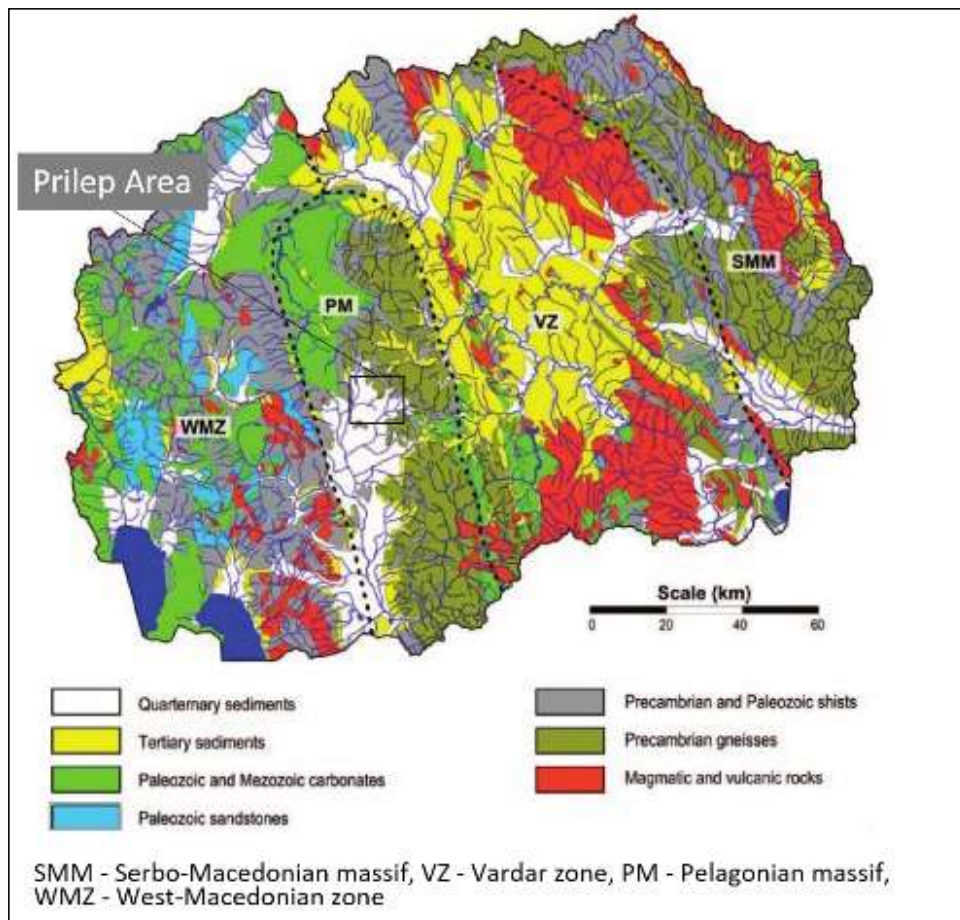 Prilep Area
PM
SMM
VZ
WMZ
Scale (km)
0 20 40 60
Quarternary sediments
Tertiary sediments
Paleozoic and Mezozoic carbonates
Paleozoic sandstones
Precambrian and Paleozoic shists
Precambrian gneisses
Magmatic and vulcanic rocks
SMM - Serbo-Macedonian massif, VZ - Vardar zone, PM - Pelagonian massif,
WMZ - West-Macedonian zone